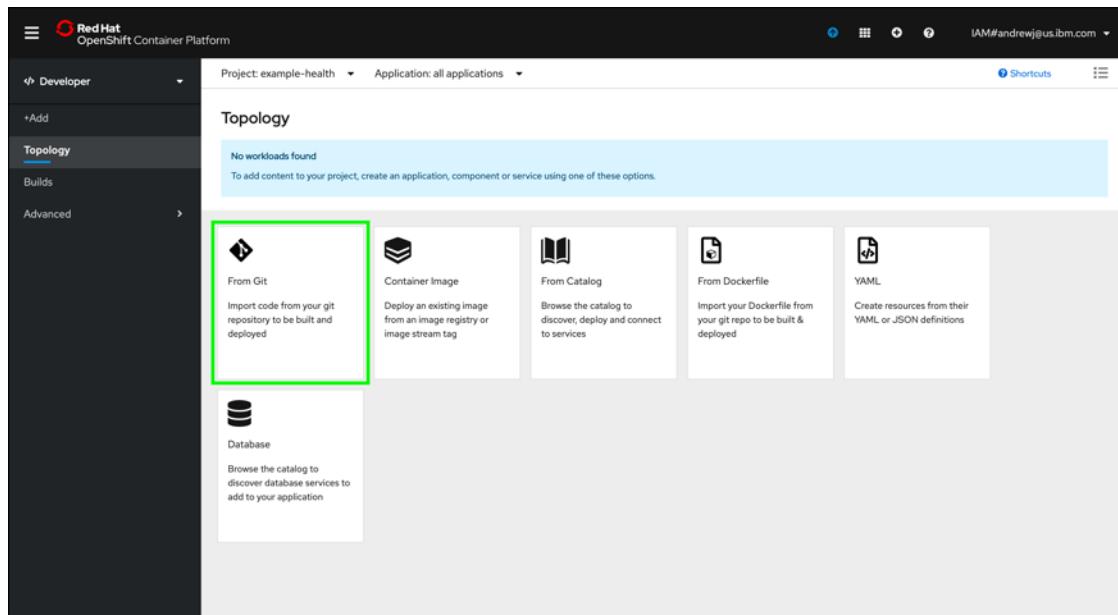 Red Hat
OpenShift Container Platform
IAM#andrewj@us.ibm.com
Developer
Project: example-health
Application: all applications
Shortcuts
+Add
Topology
Builds
Advanced
Topology
No workloads found
To add content to your project, create an application, component or service using one of these options.
From Git
Import code from your git
repository to be built and
deployed
Container Image
Deploy an existing image
from an image registry or
image stream tag
From Catalog
Browse the catalog to
discover, deploy and connect
to services
From Dockerfile
Import your Dockerfile from
your git repo to be built &
deployed
YAML
Create resources from their
YAML or JSON definitions
Database
Browse the catalog to
discover database services to
add to your application